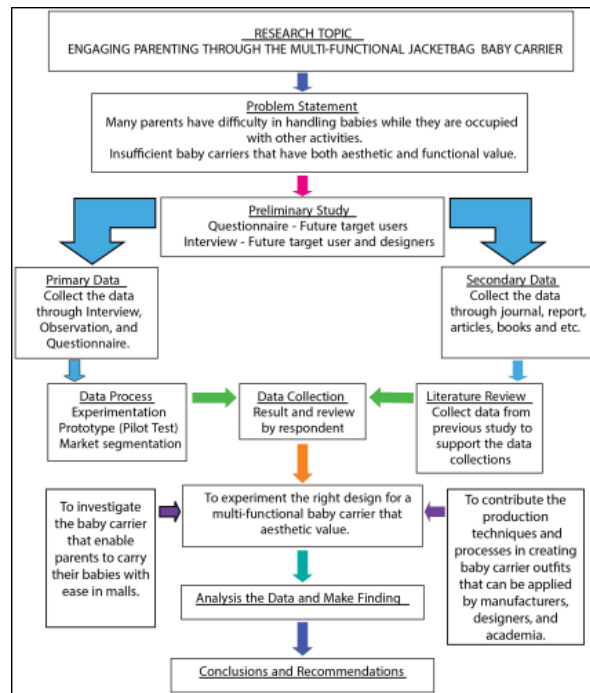 RESEARCH TOPIC
ENGAGING PARENTING THROUGH THE MULTI-FUNCTIONAL JACKETBAG BABY CARRIER
Problem Statement
Many parents have difficulty in handling babies while they are occupied
with other activities.
Insufficient baby carriers that have both aesthetic and functional value.
Preliminary Study
Questionnaire - Future target users
Interview - Future target user and designers
Primary Data
Collect the data
through Interview,
Observation, and
Questionnaire.
Secondary Data
Collect the data
through journal, report,
articles, books and etc.
Data Process
Experimentation
Prototype (Pilot Test)
Market segmentation
Data Collection
Result and review
by respondent
Literature Review
Collect data from
previous study to
support the data
collections
To investigate
the baby carrier
that enable
parents to carry
their babies with
ease in malls.
To experiment the right design for a
multi-functional baby carrier that
aesthetic value.
To contribute the
production
techniques and
processes in creating
baby carrier outfits
that can be applied
by manufacturers,
designers, and
academia.
Analysis the Data and Make Finding
Conclusions and Recommendations